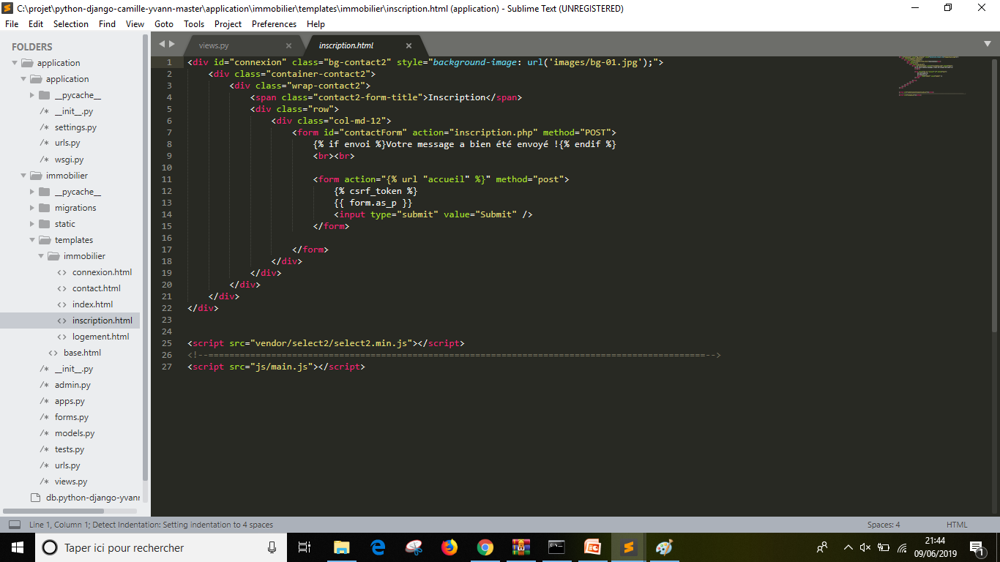 C:\projet\python-django-camille-yvann-master\application\immobilier\templates\immobilier\inscription.html (application) - Sublime Text (UNREGISTERED)
File Edit Selection Find View Goto Tools Project Preferences Help
FOLDERS
application
application
__pycache__
/* __init__.py
/* settings.py
/* urls.py
/* wsgi.py
immobilier
__pycache__
migrations
static
templates
immobilier
<> connexion.html
<> contact.html
<> index.html
<> inscription.html
<> logement.html
<> base.html
/* __init__.py
/* admin.py
/* apps.py
/* forms.py
/* models.py
/* tests.py
/* urls.py
/* views.py
db.python-django-yvanr
views.py × inscription.html ×
1 <div id="connexion" class="bg-contact2" style="background-image: url('images/bg-01.jpg');">
2 <div class="container-contact2">
3 <div class="wrap-contact2">
4 <span class="contact2-form-title">Inscription</span>
5 <div class="row">
6 <div class="col-md-12">
7 <form id="contactForm" action="inscription.php" method="POST">
8 {% if envoi %}Votre message a bien été envoyé !{% endif %}
9 <br><br>
10
11 <form action="{% url "accueil" %}" method="post">
12 {% csrf_token %}
13 {{ form.as_p }}
14 <input type="submit" value="Submit" />
15 </form>
16
17 </form>
18 </div>
19 </div>
20 </div>
21 </div>
22 </div>
23
24
25 <script src="vendor/select2/select2.min.js"></script>
26 <!--===============================================================================================-->
27 <script src="js/main.js"></script>
Line 1, Column 1; Detect Indentation: Setting indentation to 4 spaces Spaces: 4 HTML
Taper ici pour rechercher
21:44
09/06/2019
1